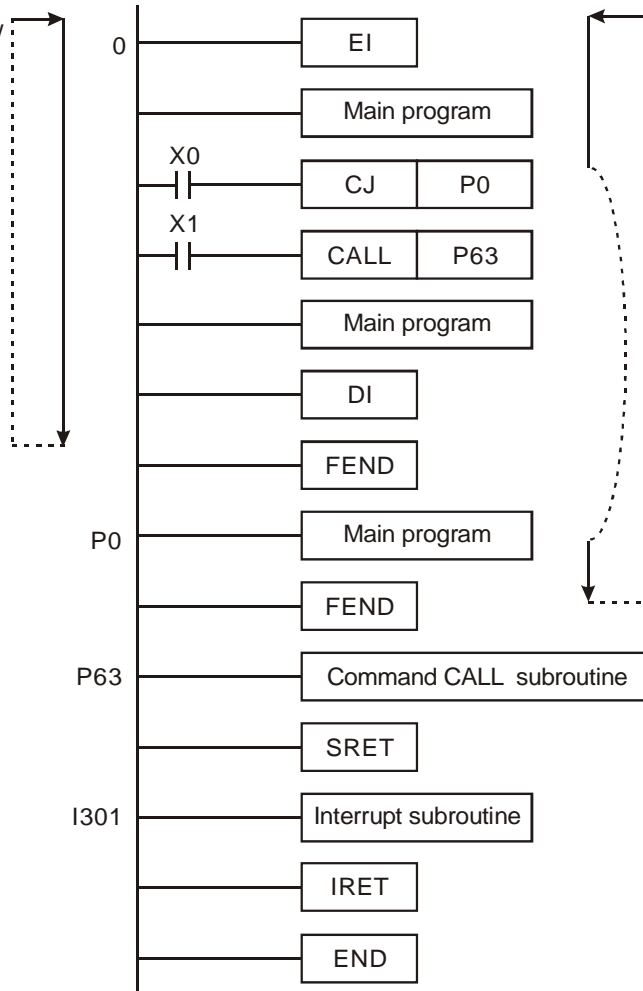 0 EI
Main program
X0
CJ P0
X1
CALL P63
Main program
DI
FEND
P0 Main program
FEND
P63 Command CALL subroutine
SRET
I301 Interrupt subroutine
IRET
END